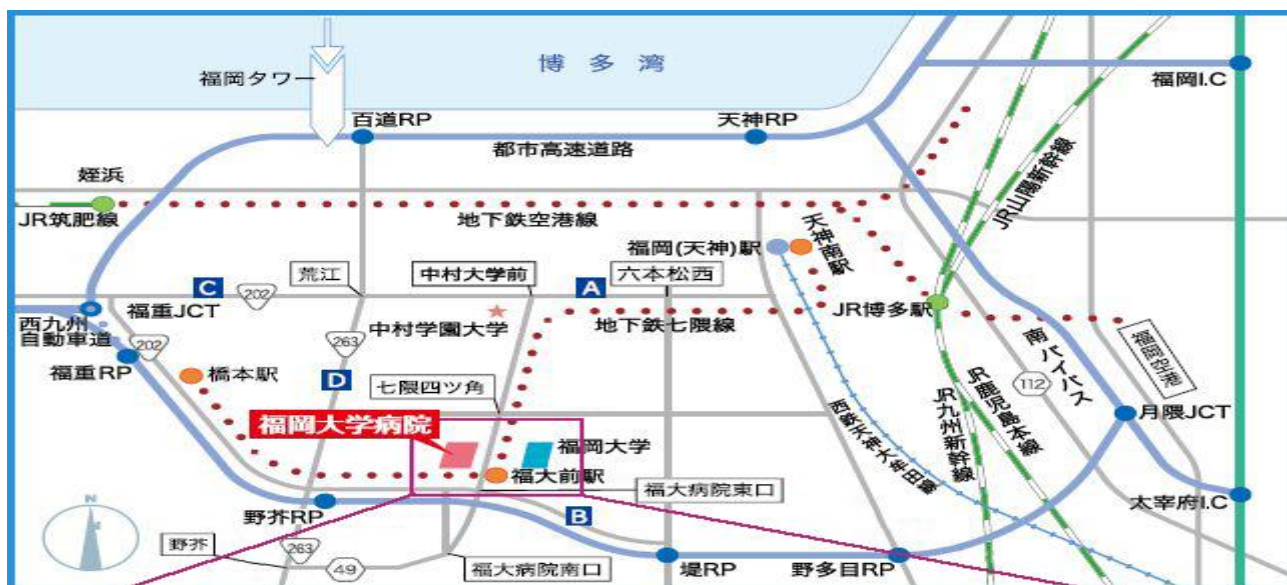 博多湾
福岡タワー
福岡I.C
百道RP
天神RP
都市高速道路
姪浜
JR筑肥線
地下鉄空港線
JR山陽新幹線
福岡(天神)駅
天神南駅
荒江
中村大学前
六本松西
C
202
A
福重JCT
JR博多駅
西九州
自動車道
中村学園大学
地下鉄七隈線
202
263
福岡空港
南バイパス
福重RP
橋本駅
D
七隈四ツ角
112
JR九州新幹線
JR鹿児島本線
西鉄天神大牟田線
月隈JCT
福岡大学病院
福岡大学
福大前駅
福大病院東口
太宰府I.C
野芥RP
B
N
野芥
263
49
福大病院南口
堤RP
野多目RP